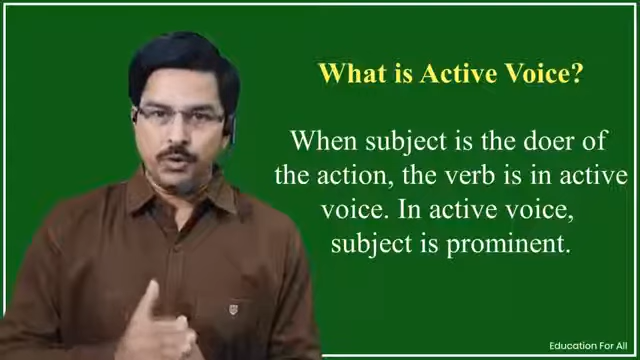 What is Active Voice?
When subject is the doer of
the action, the verb is in active
voice. In active voice,
subject is prominent.
Education For All